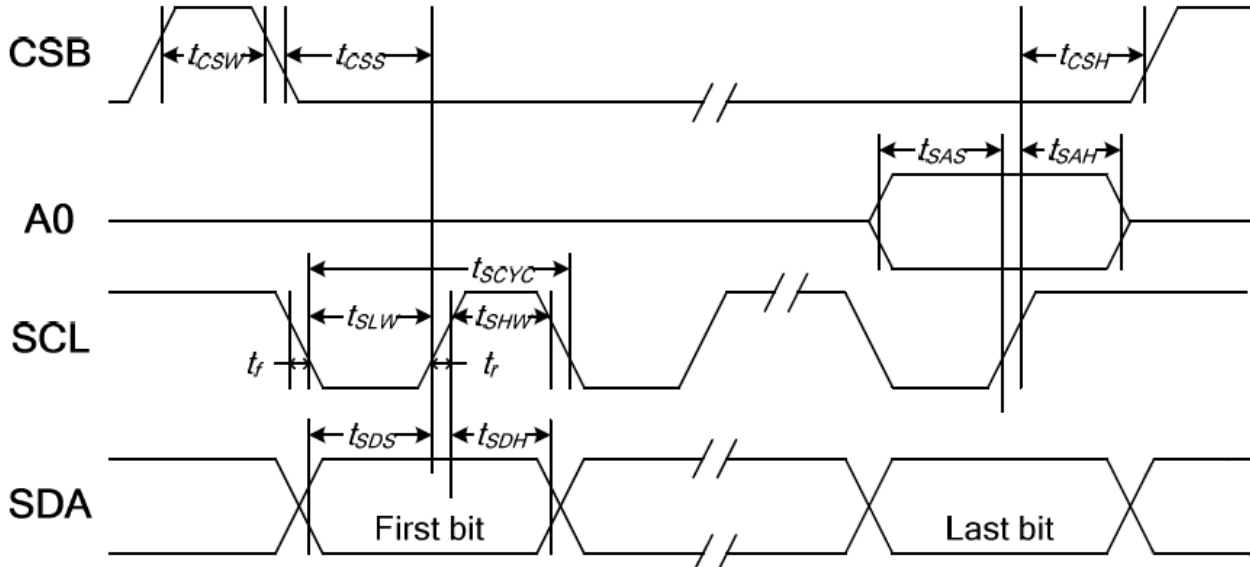 CSB
tCSW
tCSS
tCSH
tSAS
tSAH
A0
tSCYC
tSLW
tSHW
SCL
tf
tr
tSDS
tSDH
SDA
First bit
Last bit